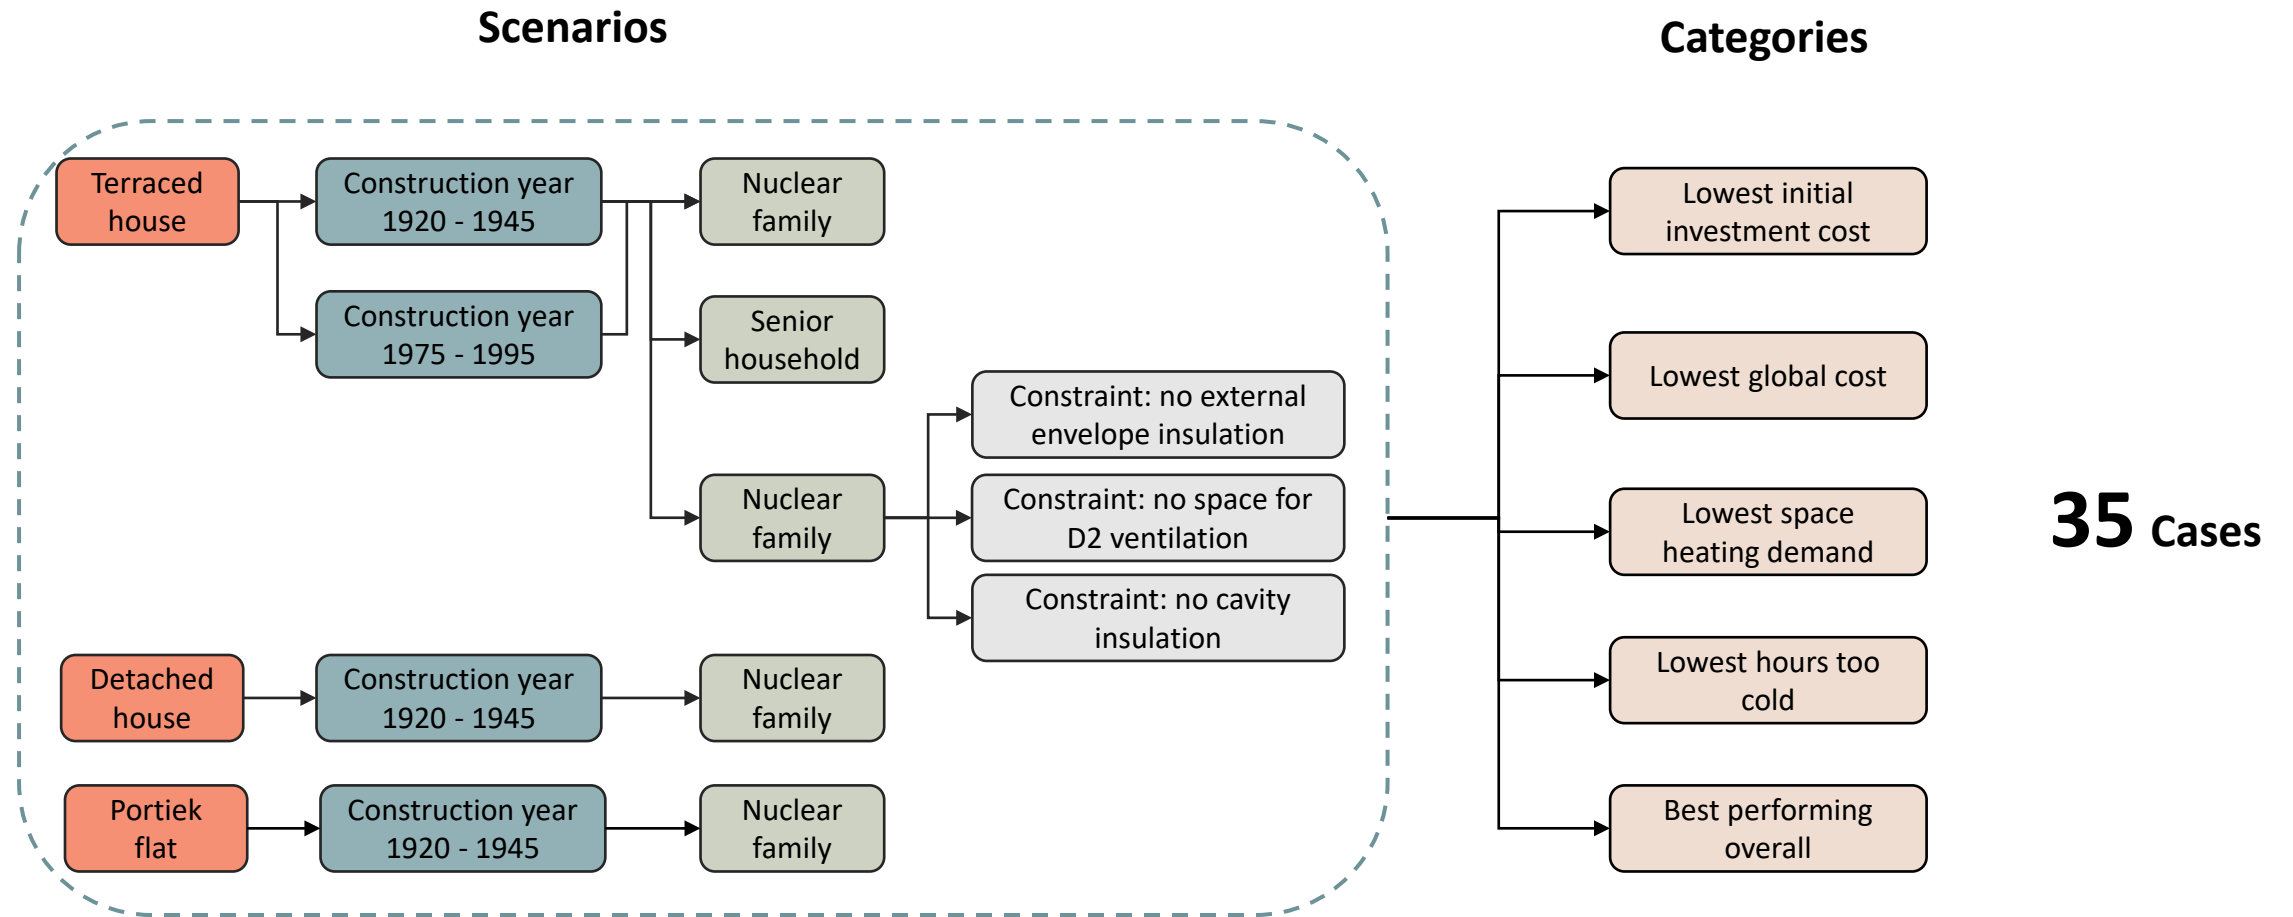 Scenarios
Categories
Terraced
house
Construction year
1920 - 1945
Nuclear
family
Construction year
1975 - 1995
Senior
household
Nuclear
family
Constraint: no external
envelope insulation
Constraint: no space for
D2 ventilation
Constraint: no cavity
insulation
Detached
house
Construction year
1920 - 1945
Nuclear
family
Portiek
flat
Construction year
1920 - 1945
Nuclear
family
Lowest initial
investment cost
Lowest global cost
Lowest space
heating demand
Lowest hours too
cold
Best performing
overall
35 Cases